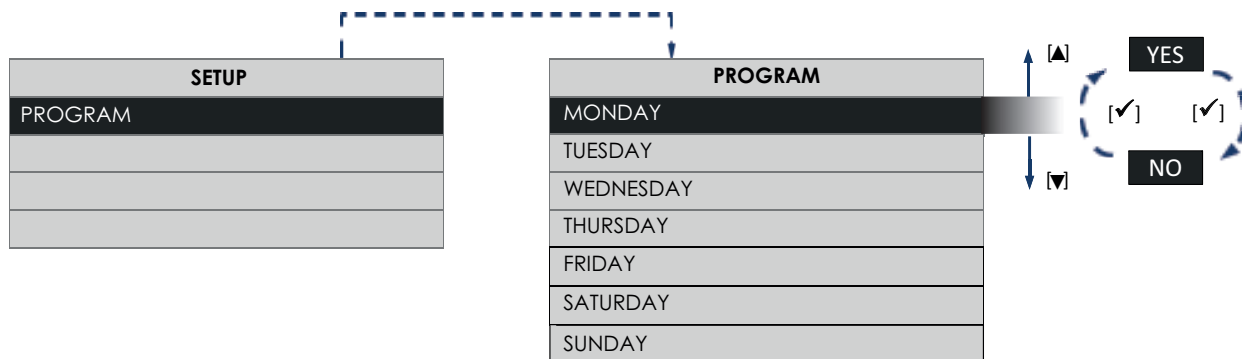 SETUP
PROGRAM
PROGRAM
MONDAY
TUESDAY
WEDNESDAY
THURSDAY
FRIDAY
SATURDAY
SUNDAY
[▲]
YES
[✓] [✓]
NO
[▼]